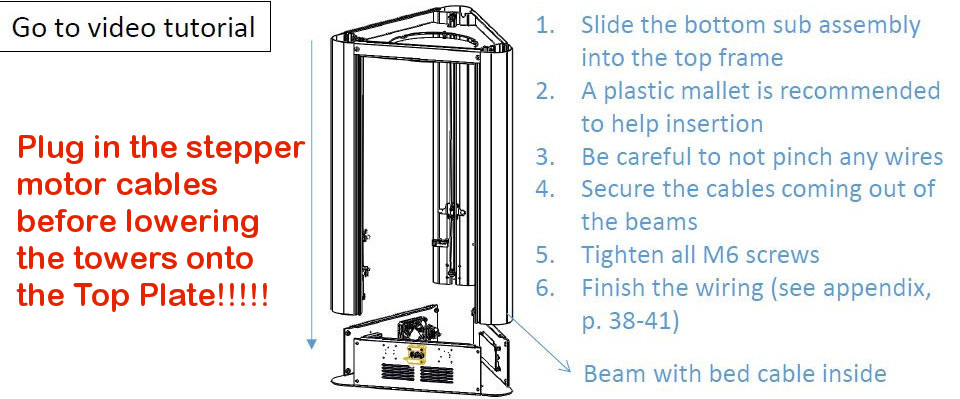 Go to video tutorial
Plug in the stepper
motor cables
before lowering
the towers onto
the Top Plate!!!!!
1. Slide the bottom sub assembly
into the top frame
2. A plastic mallet is recommended
to help insertion
3. Be careful to not pinch any wires
4. Secure the cables coming out of
the beams
5. Tighten all M6 screws
6. Finish the wiring (see appendix,
p. 38-41)
Beam with bed cable inside